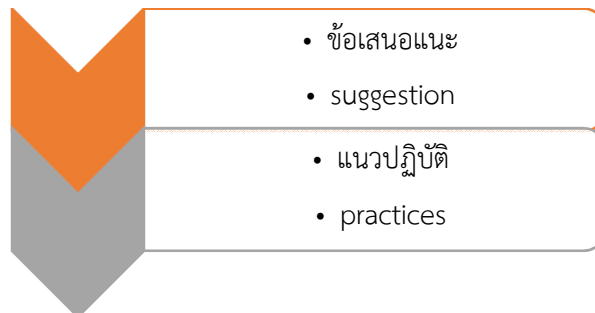 • ข้อเสนอแนะ
• suggestion
• แนวปฏิบัติ
• practices